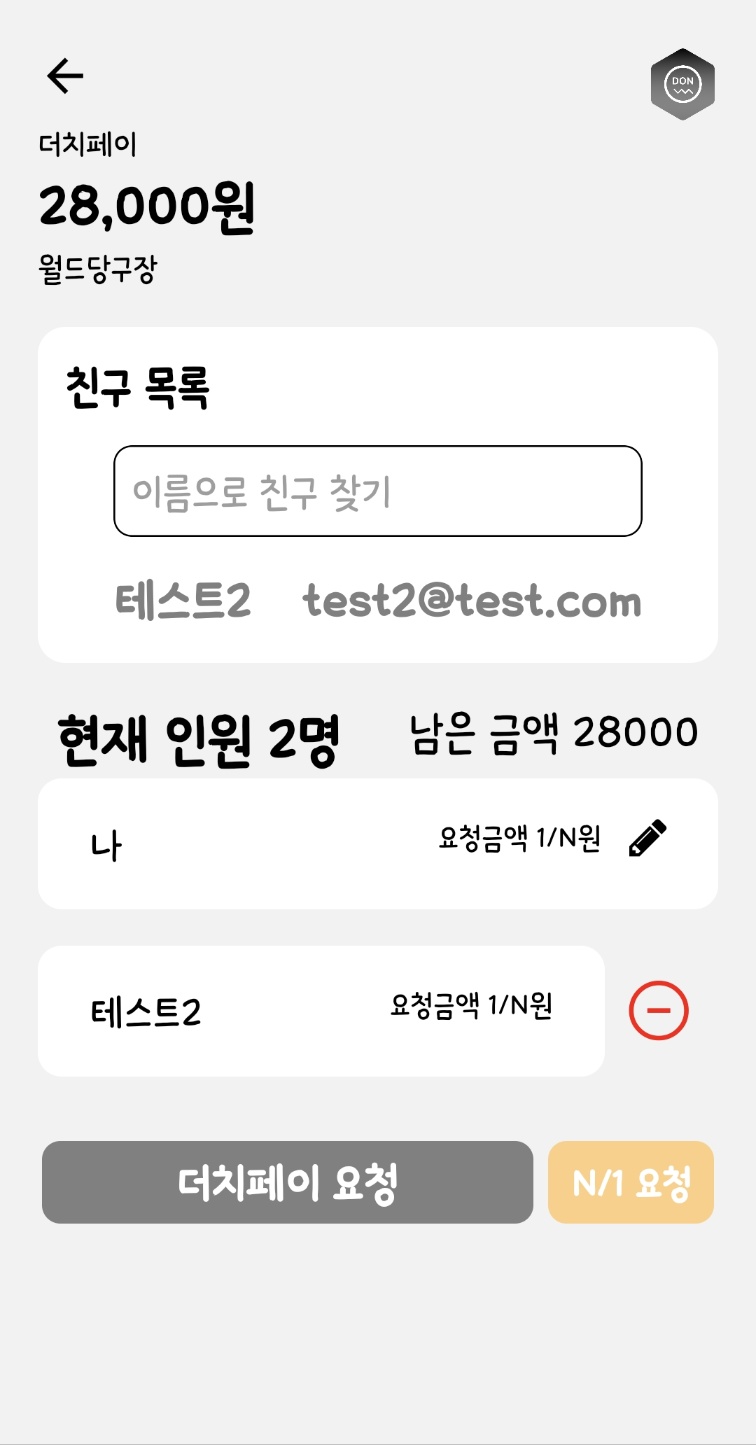 DON
더치페이
28,000원
월드당구장
친구 목록
이름으로 친구 찾기
테스트2 test2@test.com
현재 인원 2명 남은 금액 28000
나 요청금액 1/N원
테스트2 요청금액 1/N원
더치페이 요청 N/1 요청